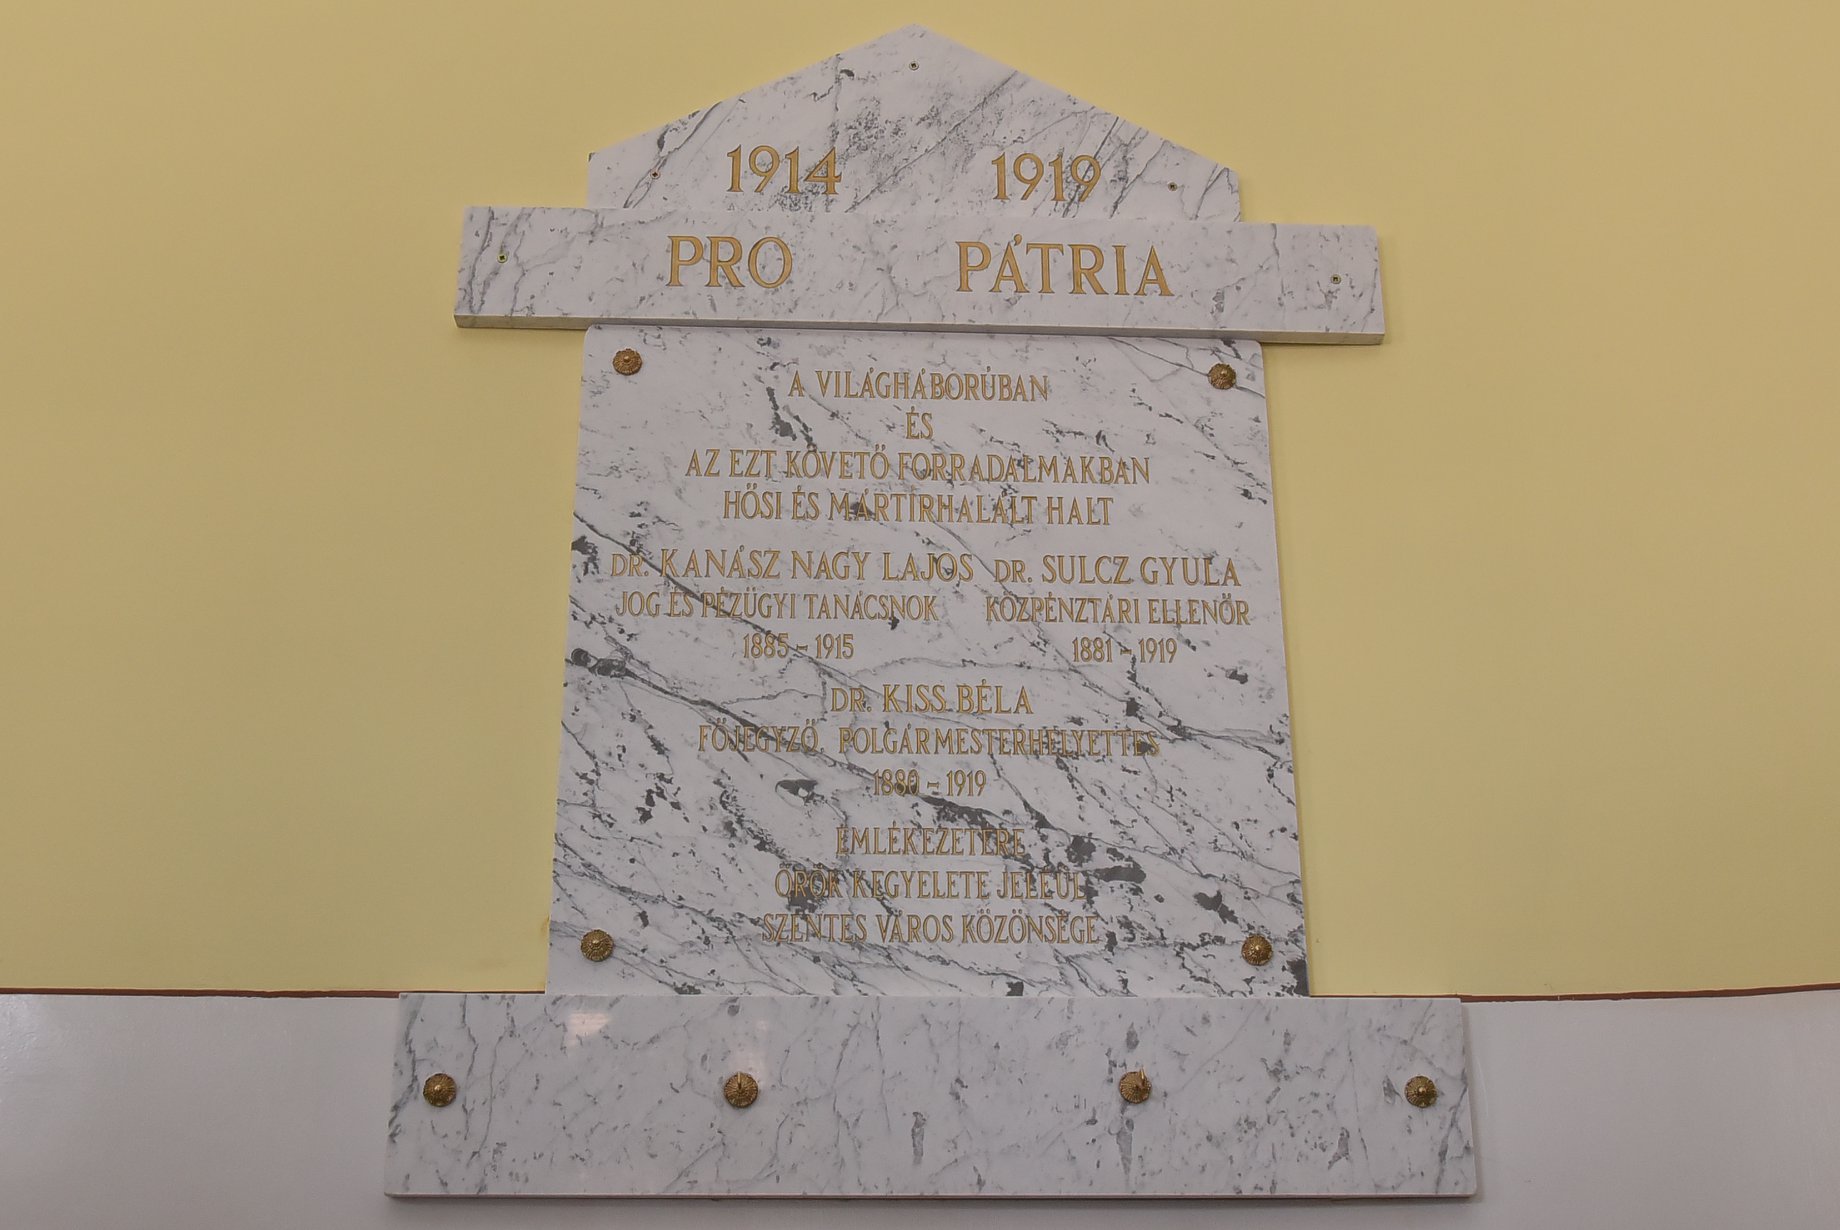 1914 1919
PRO PÁTRIA
A VILÁGHÁBORÚBAN
ÉS
AZ EZT KÖVETŐ FORRADALMAKBAN
HŐSI ÉS MÁRTÍRHALÁLT HALT
DR. KANÁSZ NAGY LAJOS DR. SULCZ GYULA
JOG ÉS PÉZÜGYI TANÁCSNOK KÖZPÉNZTÁRI ELLENŐR
1885 - 1915 1881 - 1919
DR. KISS BÉLA
FŐJEGYZŐ, POLGÁRMESTERHELYETTES
1880 - 1919
EMLÉKEZETÉRE
ÖRÖK KEGYELETE JELÉÜL
SZENTES VÁROS KÖZÖNSÉGE